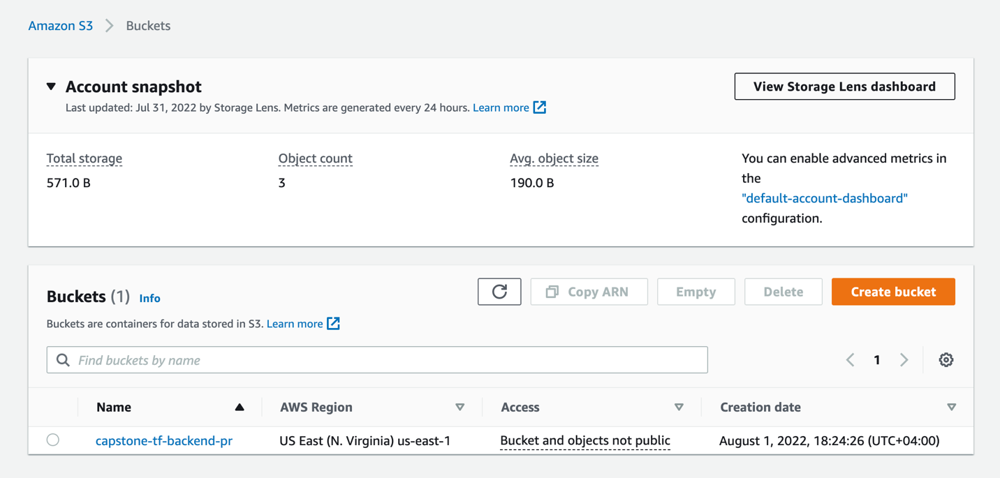 Amazon S3 Buckets
Account snapshot
View Storage Lens dashboard
Last updated: Jul 31, 2022 by Storage Lens. Metrics are generated every 24 hours. Learn more
Total storage
571.0 B
Object count
3
Avg. object size
190.0 B
You can enable advanced metrics in
the
"default-account-dashboard"
configuration.
Buckets (1) Info
Copy ARN
Empty
Delete
Create bucket
Buckets are containers for data stored in S3. Learn more
Find buckets by name
1
Name AWS Region Access Creation date
capstone-tf-backend-pr US East (N. Virginia) us-east-1 Bucket and objects not public August 1, 2022, 18:24:26 (UTC+04:00)